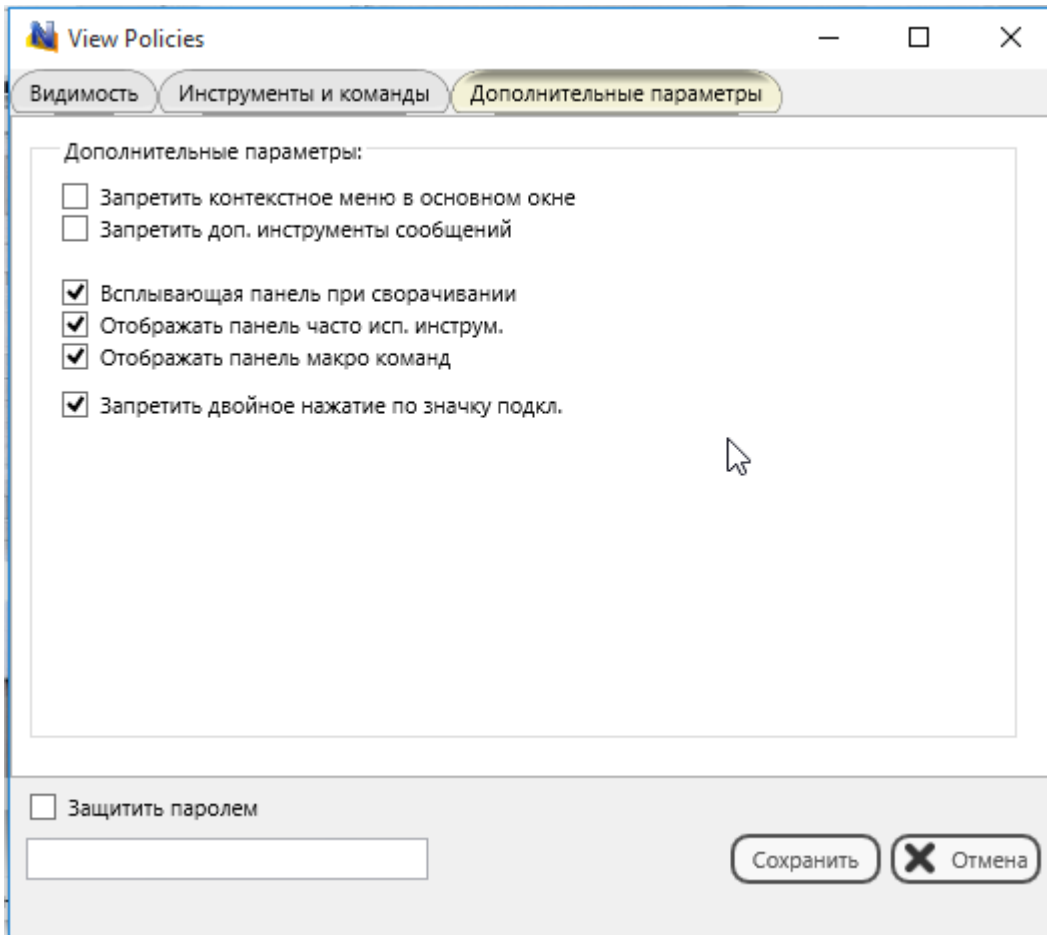 View Policies
Видимость Инструменты и команды Дополнительные параметры
Дополнительные параметры:
Запретить контекстное меню в основном окне
Запретить доп. инструменты сообщений
Всплывающая панель при сворачивании
Отображать панель часто исп. инструм.
Отображать панель макро команд
Запретить двойное нажатие по значку подкл.
Защитить паролем
Сохранить Отмена